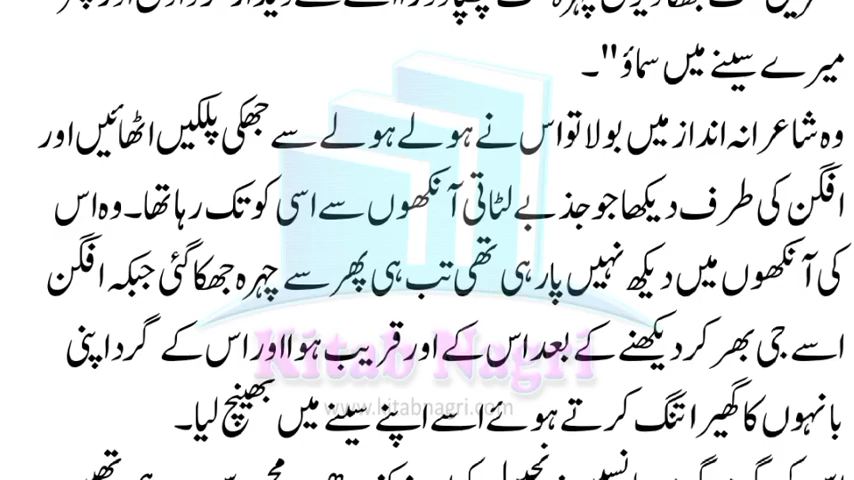 میرے سینے میں سماؤ"۔
وہ شاعرانہ انداز میں بولا تو اس نے ہولے ہولے سے جھکی پلکیں اٹھائیں اور
افگن کی طرف دیکھا جو جذبے لٹاتی آنکھوں سے اسی کو تک رہا تھا۔ وہ اس
کی آنکھوں میں دیکھ نہیں پا رہی تھی تب ہی پھر سے چہرہ جھکا گئی جبکہ افگن
اسے جی بھر کر دیکھنے کے بعد اس کے اور قریب ہوا اور اس کے گرد اپنی
Kitab Nagri
بانہوں کا گھیرا تنگ کرتے ہوئے اسے اپنے سینے میں بھینچ لیا۔
www.kitabnagri.com